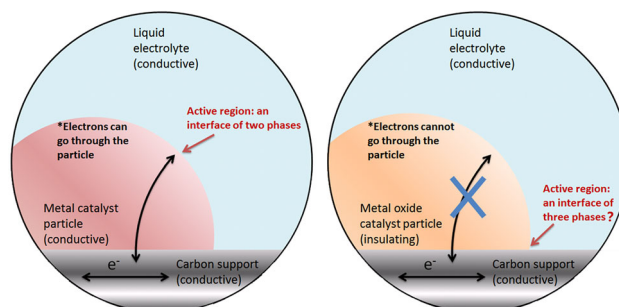 Liquid
electrolyte
(conductive)
*Electrons can
go through the
particle
Active region: an
interface of two phases
Metal catalyst
particle
(conductive)
e-
Carbon support
(conductive)
Liquid
electrolyte
(conductive)
*Electrons cannot
go through the
particle
Active region:
an interface of
three phases?
Metal oxide
catalyst particle
(insulating)
e-
Carbon support
(conductive)